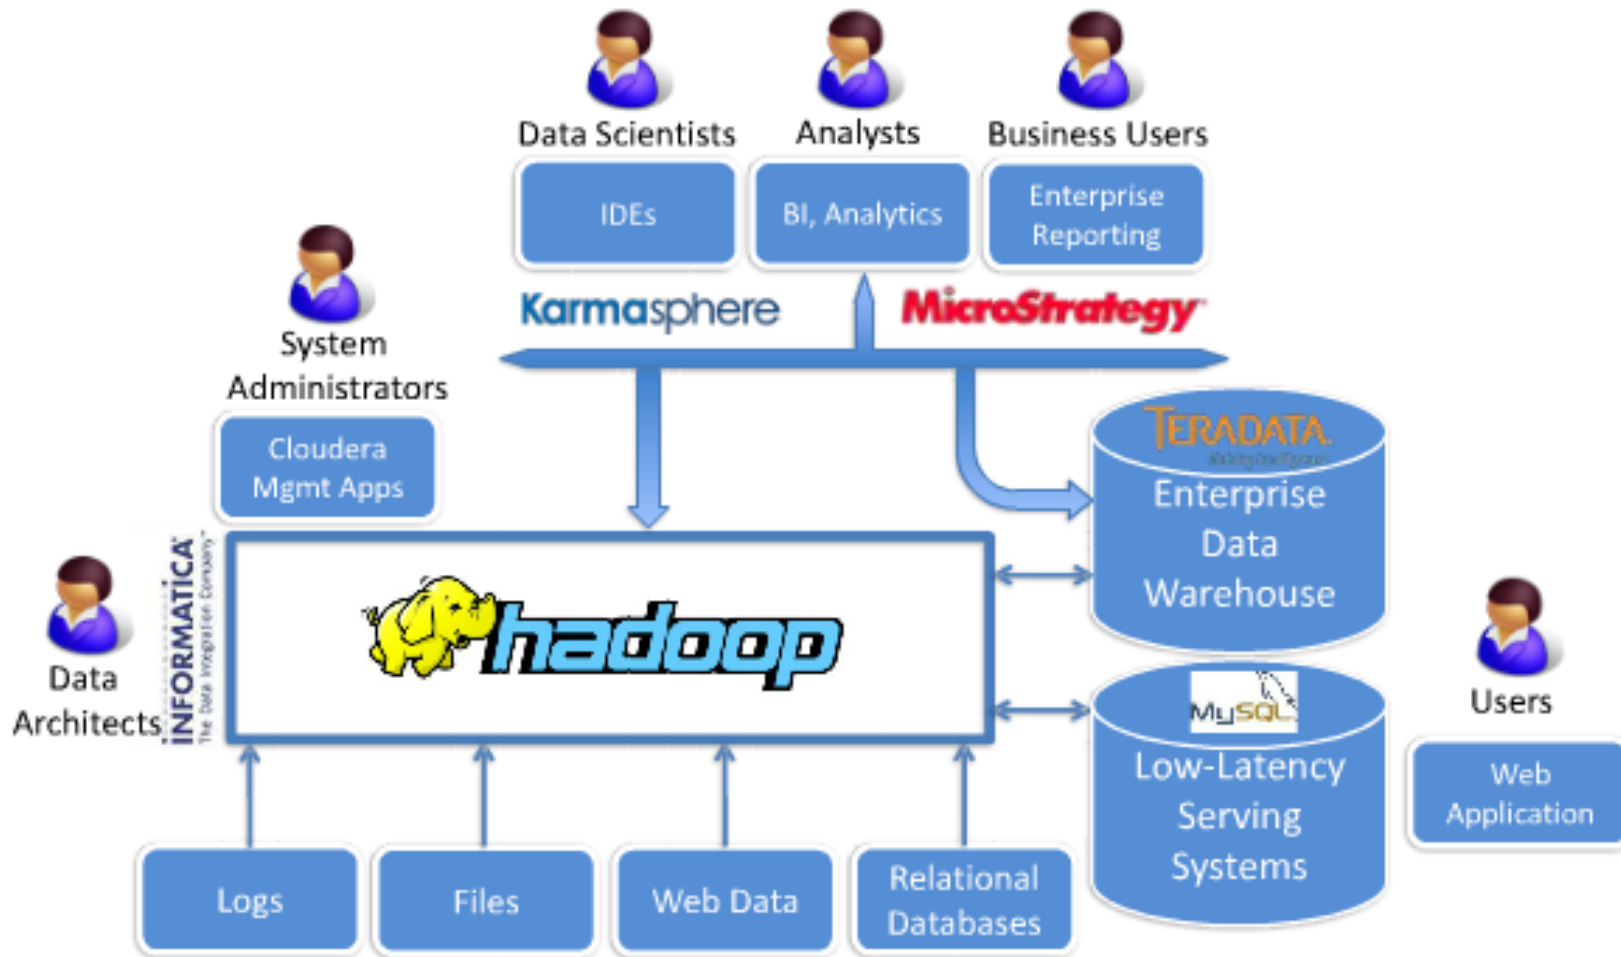 Data Scientists
Analysts
Business Users
IDEs
BI, Analytics
Enterprise
Reporting
Karmasphere
MicroStrategy
System
Administrators
Cloudera
Mgmt Apps
TERADATA
Enterprise
Data
Warehouse
INFORMATICA
The Data Integration Company™
hadoop
Data
Architects
MySQL
Low-Latency
Serving
Systems
Users
Web
Application
Logs
Files
Web Data
Relational
Databases